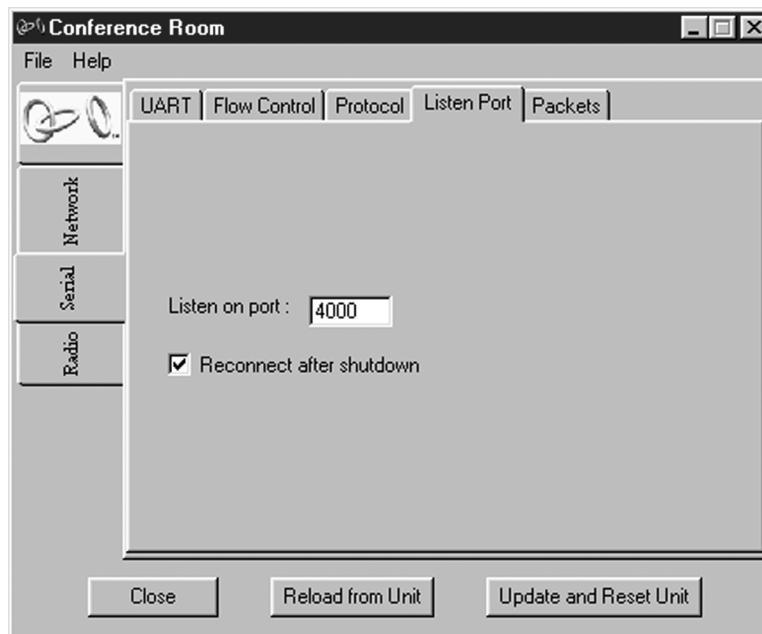 Conference Room
File Help
UART Flow Control Protocol Listen Port Packets
Network
Serial
Radio
Listen on port : 4000
Reconnect after shutdown
Close Reload from Unit Update and Reset Unit